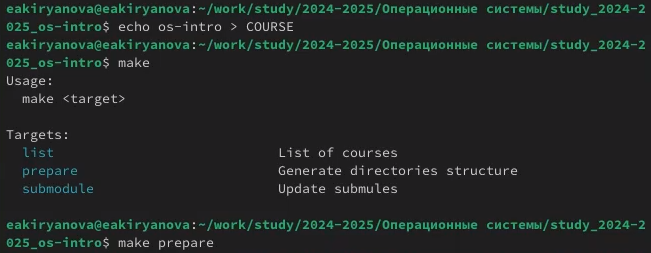 eakiryanova@eakiryanova:~/work/study/2024-2025/Операционные системы/study_2024-2
025_os-intro$ echo os-intro > COURSE
eakiryanova@eakiryanova:~/work/study/2024-2025/Операционные системы/study_2024-2
025_os-intro$ make
Usage:
  make <target>

Targets:
  list                            List of courses
  prepare                         Generate directories structure
  submodule                       Update submules

eakiryanova@eakiryanova:~/work/study/2024-2025/Операционные системы/study_2024-2
025_os-intro$ make prepare